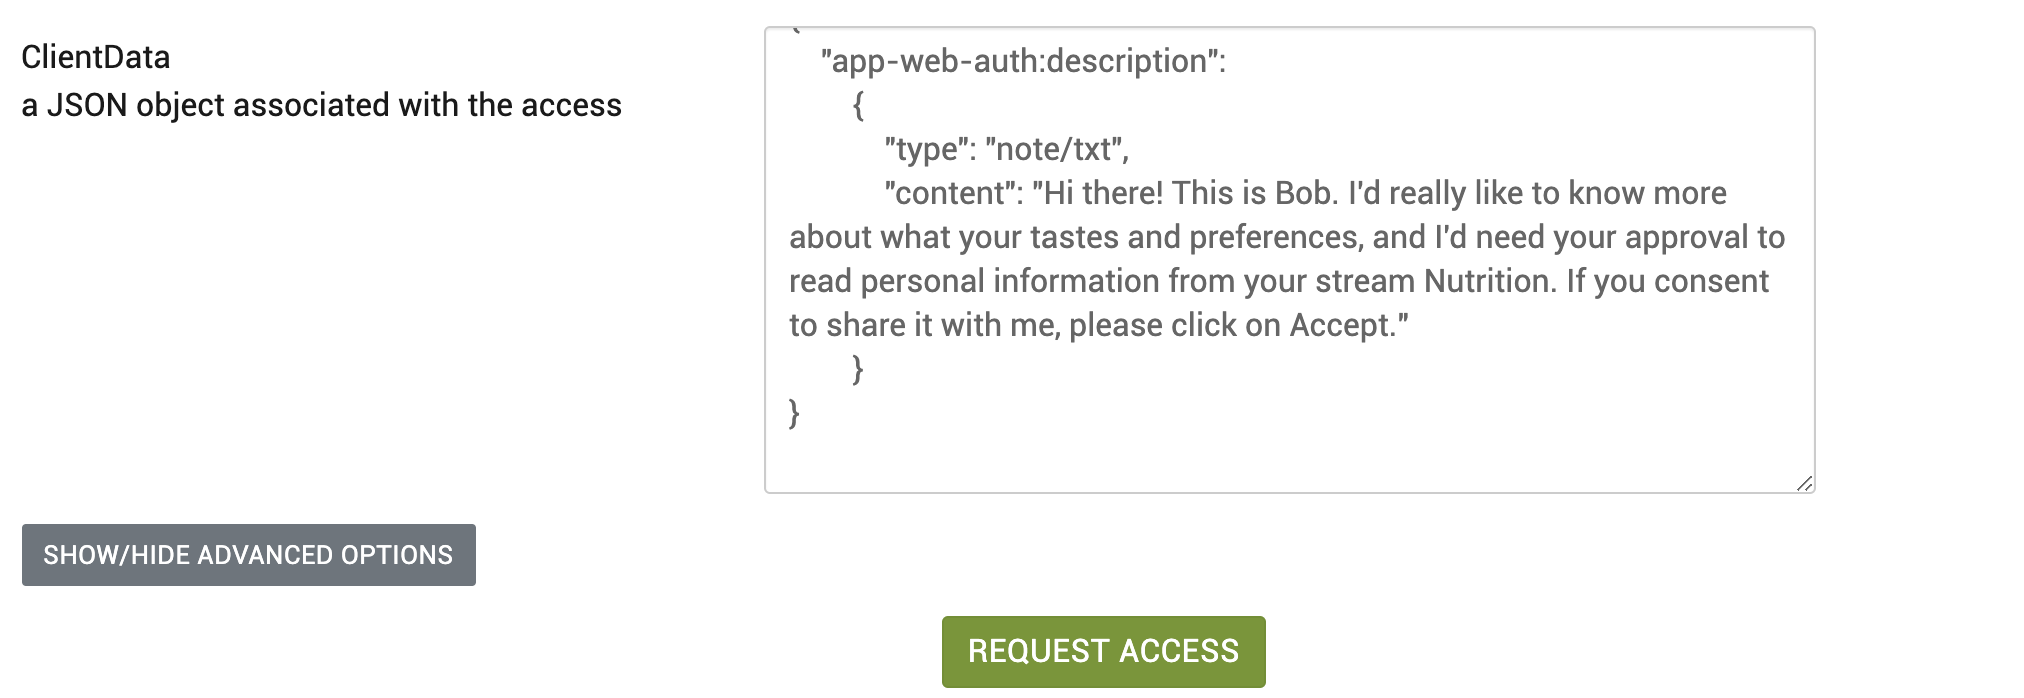 ClientData
a JSON object associated with the access
{
"app-web-auth:description":
{
"type": "note/txt",
"content": "Hi there! This is Bob. I'd really like to know more
about what your tastes and preferences, and I'd need your approval to
read personal information from your stream Nutrition. If you consent
to share it with me, please click on Accept."
}
}
SHOW/HIDE ADVANCED OPTIONS
REQUEST ACCESS